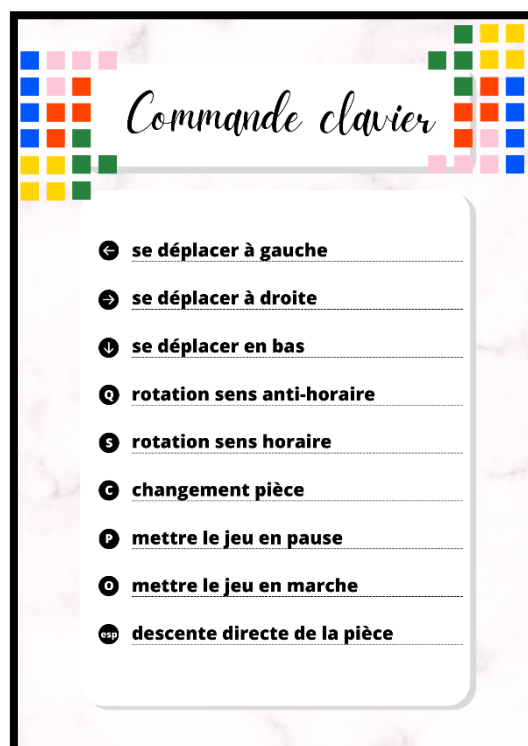 Commande clavier
← se déplacer à gauche
→ se déplacer à droite
↓ se déplacer en bas
Q rotation sens anti-horaire
S rotation sens horaire
C changement pièce
P mettre le jeu en pause
O mettre le jeu en marche
esp descente directe de la pièce